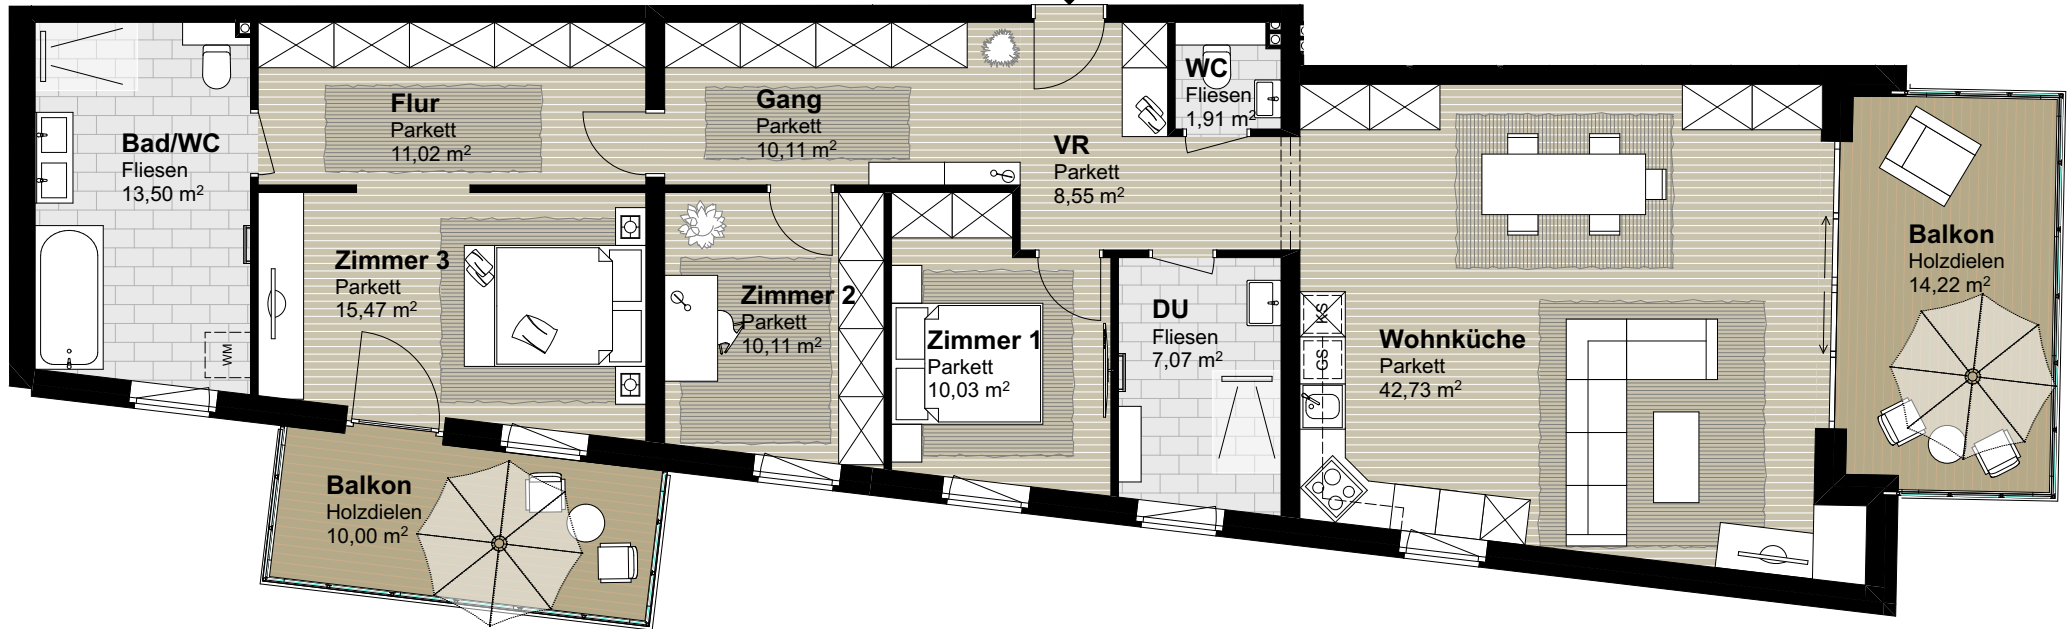 Bad/WC
Fliesen
13,50 m²
WM
Flur
Parkett
11,02 m²
Gang
Parkett
10,11 m²
VR
Parkett
8,55 m²
WC
Fliesen
1,91 m²
Zimmer 3
Parkett
15,47 m²
Zimmer 2
Parkett
10,11 m²
Zimmer 1
Parkett
10,03 m²
DU
Fliesen
7,07 m²
KS
GS
Wohnküche
Parkett
42,73 m²
Balkon
Holzdielen
14,22 m²
Balkon
Holzdielen
10,00 m²